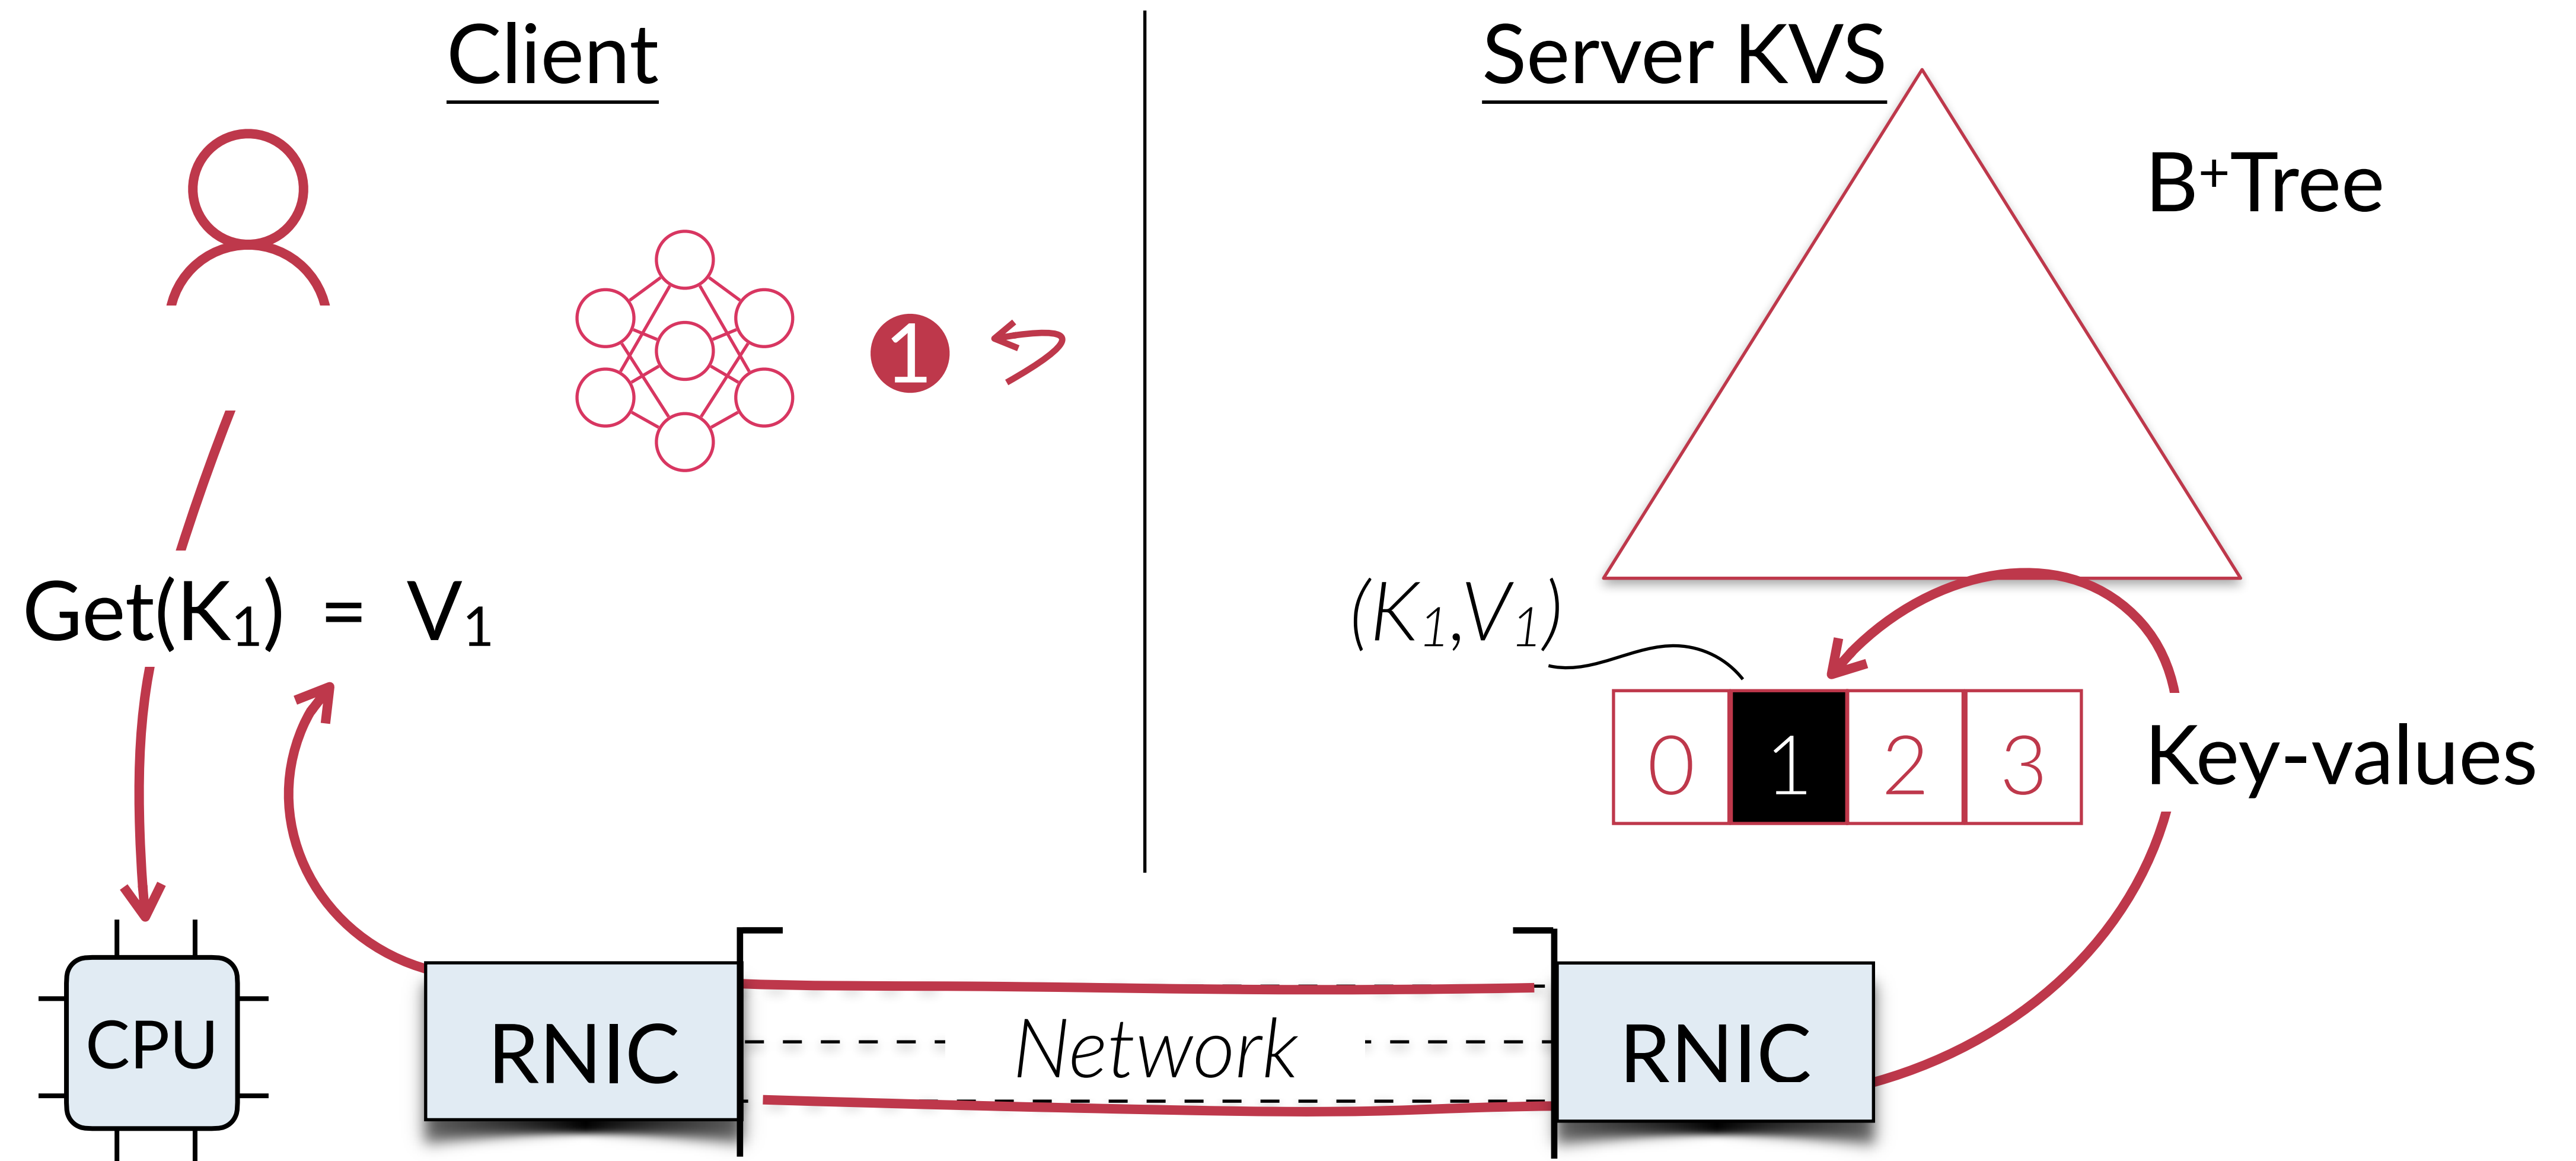 Client
Server KVS
B⁺Tree
1
Get(K₁) = V₁
(K₁,V₁)
0 1 2 3
Key-values
CPU
RNIC
Network
RNIC